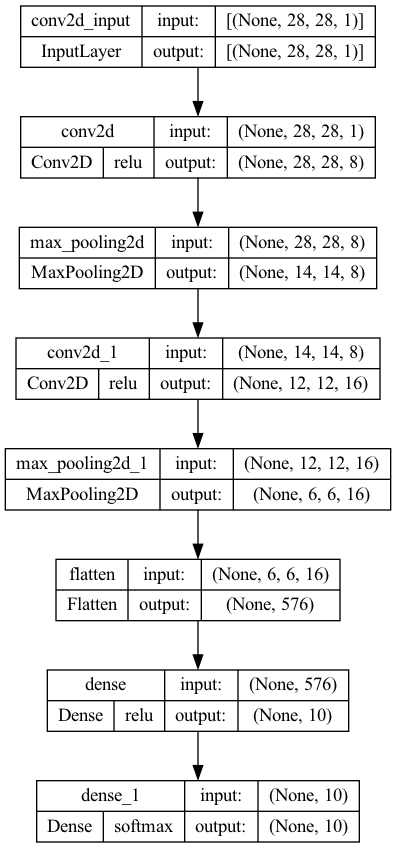 conv2d_input input: [(None, 28, 28, 1)]
InputLayer output: [(None, 28, 28, 1)]
conv2d input: (None, 28, 28, 1)
Conv2D relu output: (None, 28, 28, 8)
max_pooling2d input: (None, 28, 28, 8)
MaxPooling2D output: (None, 14, 14, 8)
conv2d_1 input: (None, 14, 14, 8)
Conv2D relu output: (None, 12, 12, 16)
max_pooling2d_1 input: (None, 12, 12, 16)
MaxPooling2D output: (None, 6, 6, 16)
flatten input: (None, 6, 6, 16)
Flatten output: (None, 576)
dense input: (None, 576)
Dense relu output: (None, 10)
dense_1 input: (None, 10)
Dense softmax output: (None, 10)